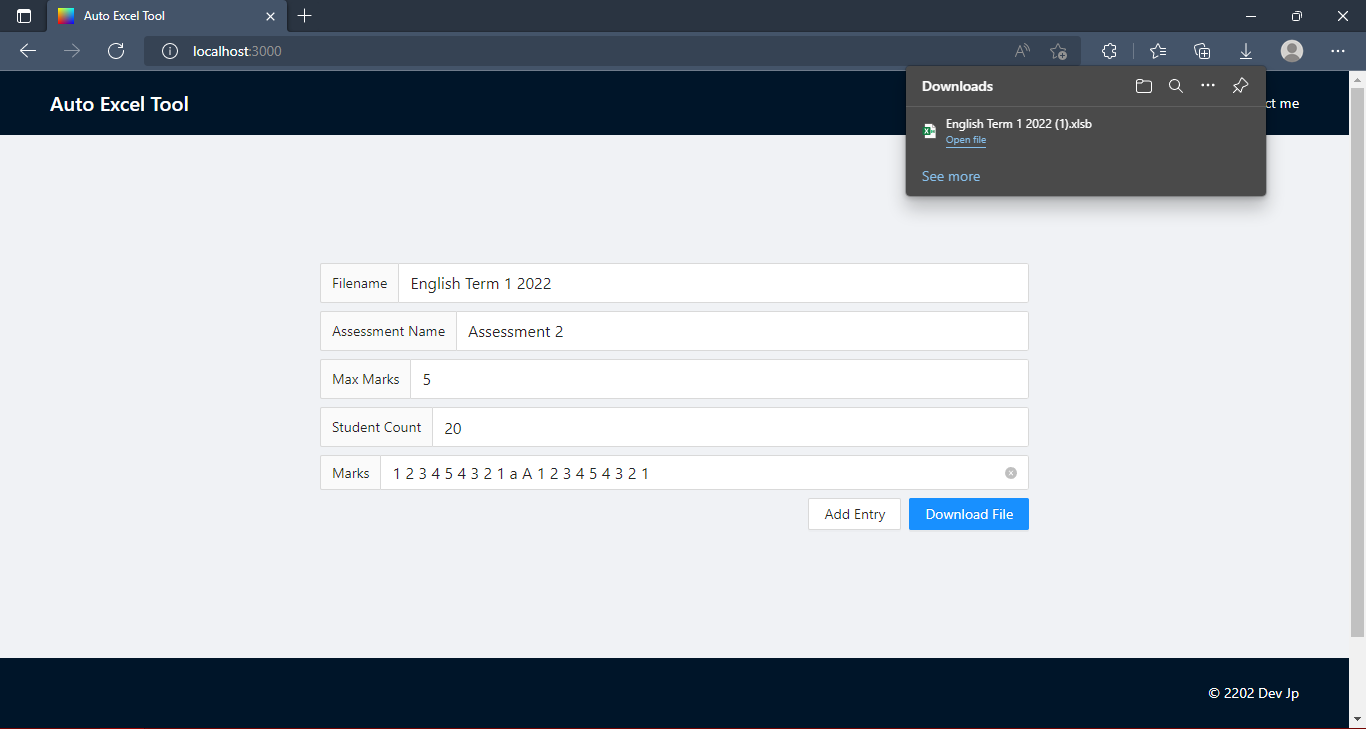 Auto Excel Tool
localhost:3000
Downloads
Auto Excel Tool
ct me
English Term 1 2022 (1).xlsb
Open file
See more
Filename English Term 1 2022
Assessment Name Assessment 2
Max Marks 5
Student Count 20
Marks 1 2 3 4 5 4 3 2 1 a A 1 2 3 4 5 4 3 2 1
Add Entry Download File
© 2202 Dev Jp